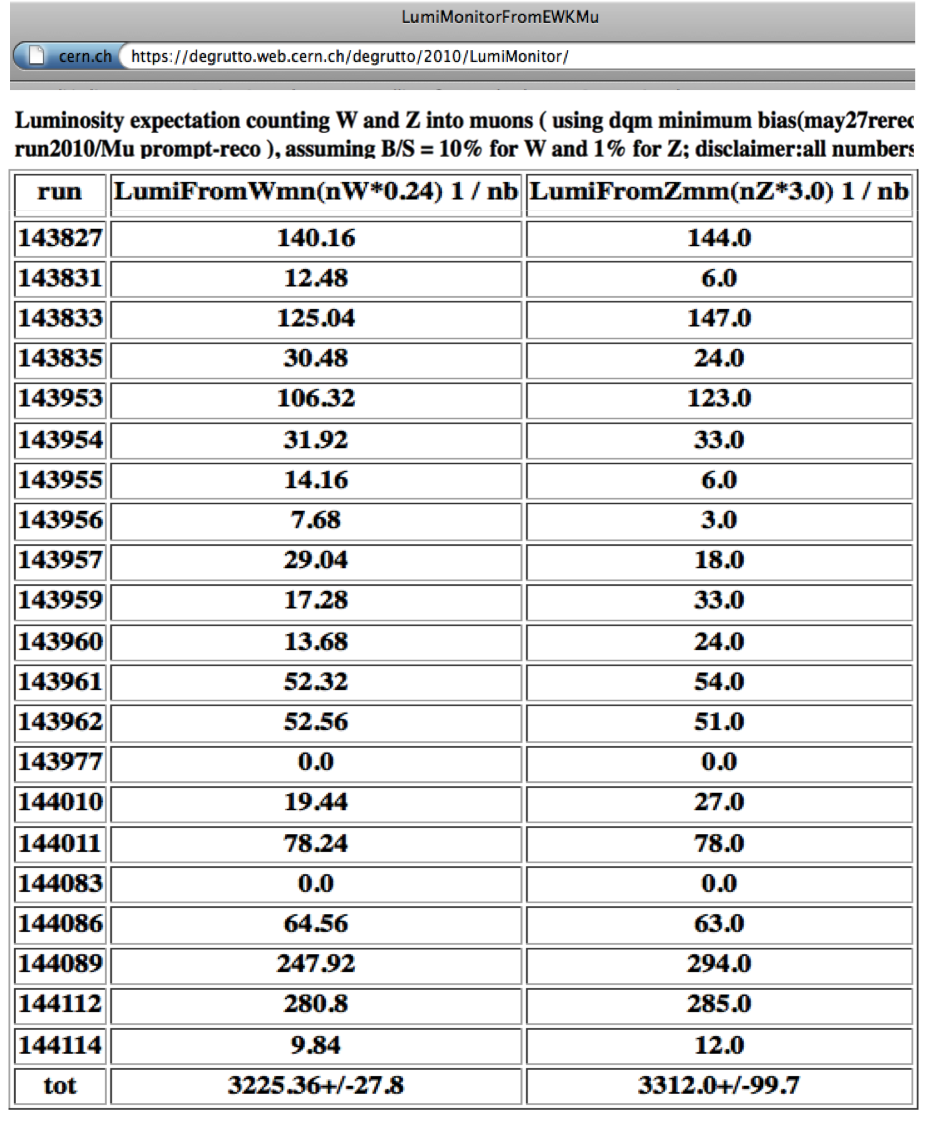 LumiMonitorFromEWKMu
cern.ch https://degrutto.web.cern.ch/degrutto/2010/LumiMonitor/
Luminosity expectation counting W and Z into muons ( using dqm minimum bias(may27rerec
run2010/Mu prompt-reco ), assuming B/S = 10% for W and 1% for Z; disclaimer:all numbers
run LumiFromWmn(nW*0.24) 1 / nb LumiFromZmm(nZ*3.0) 1 / nb
143827 140.16 144.0
143831 12.48 6.0
143833 125.04 147.0
143835 30.48 24.0
143953 106.32 123.0
143954 31.92 33.0
143955 14.16 6.0
143956 7.68 3.0
143957 29.04 18.0
143959 17.28 33.0
143960 13.68 24.0
143961 52.32 54.0
143962 52.56 51.0
143977 0.0 0.0
144010 19.44 27.0
144011 78.24 78.0
144083 0.0 0.0
144086 64.56 63.0
144089 247.92 294.0
144112 280.8 285.0
144114 9.84 12.0
tot 3225.36+/-27.8 3312.0+/-99.7